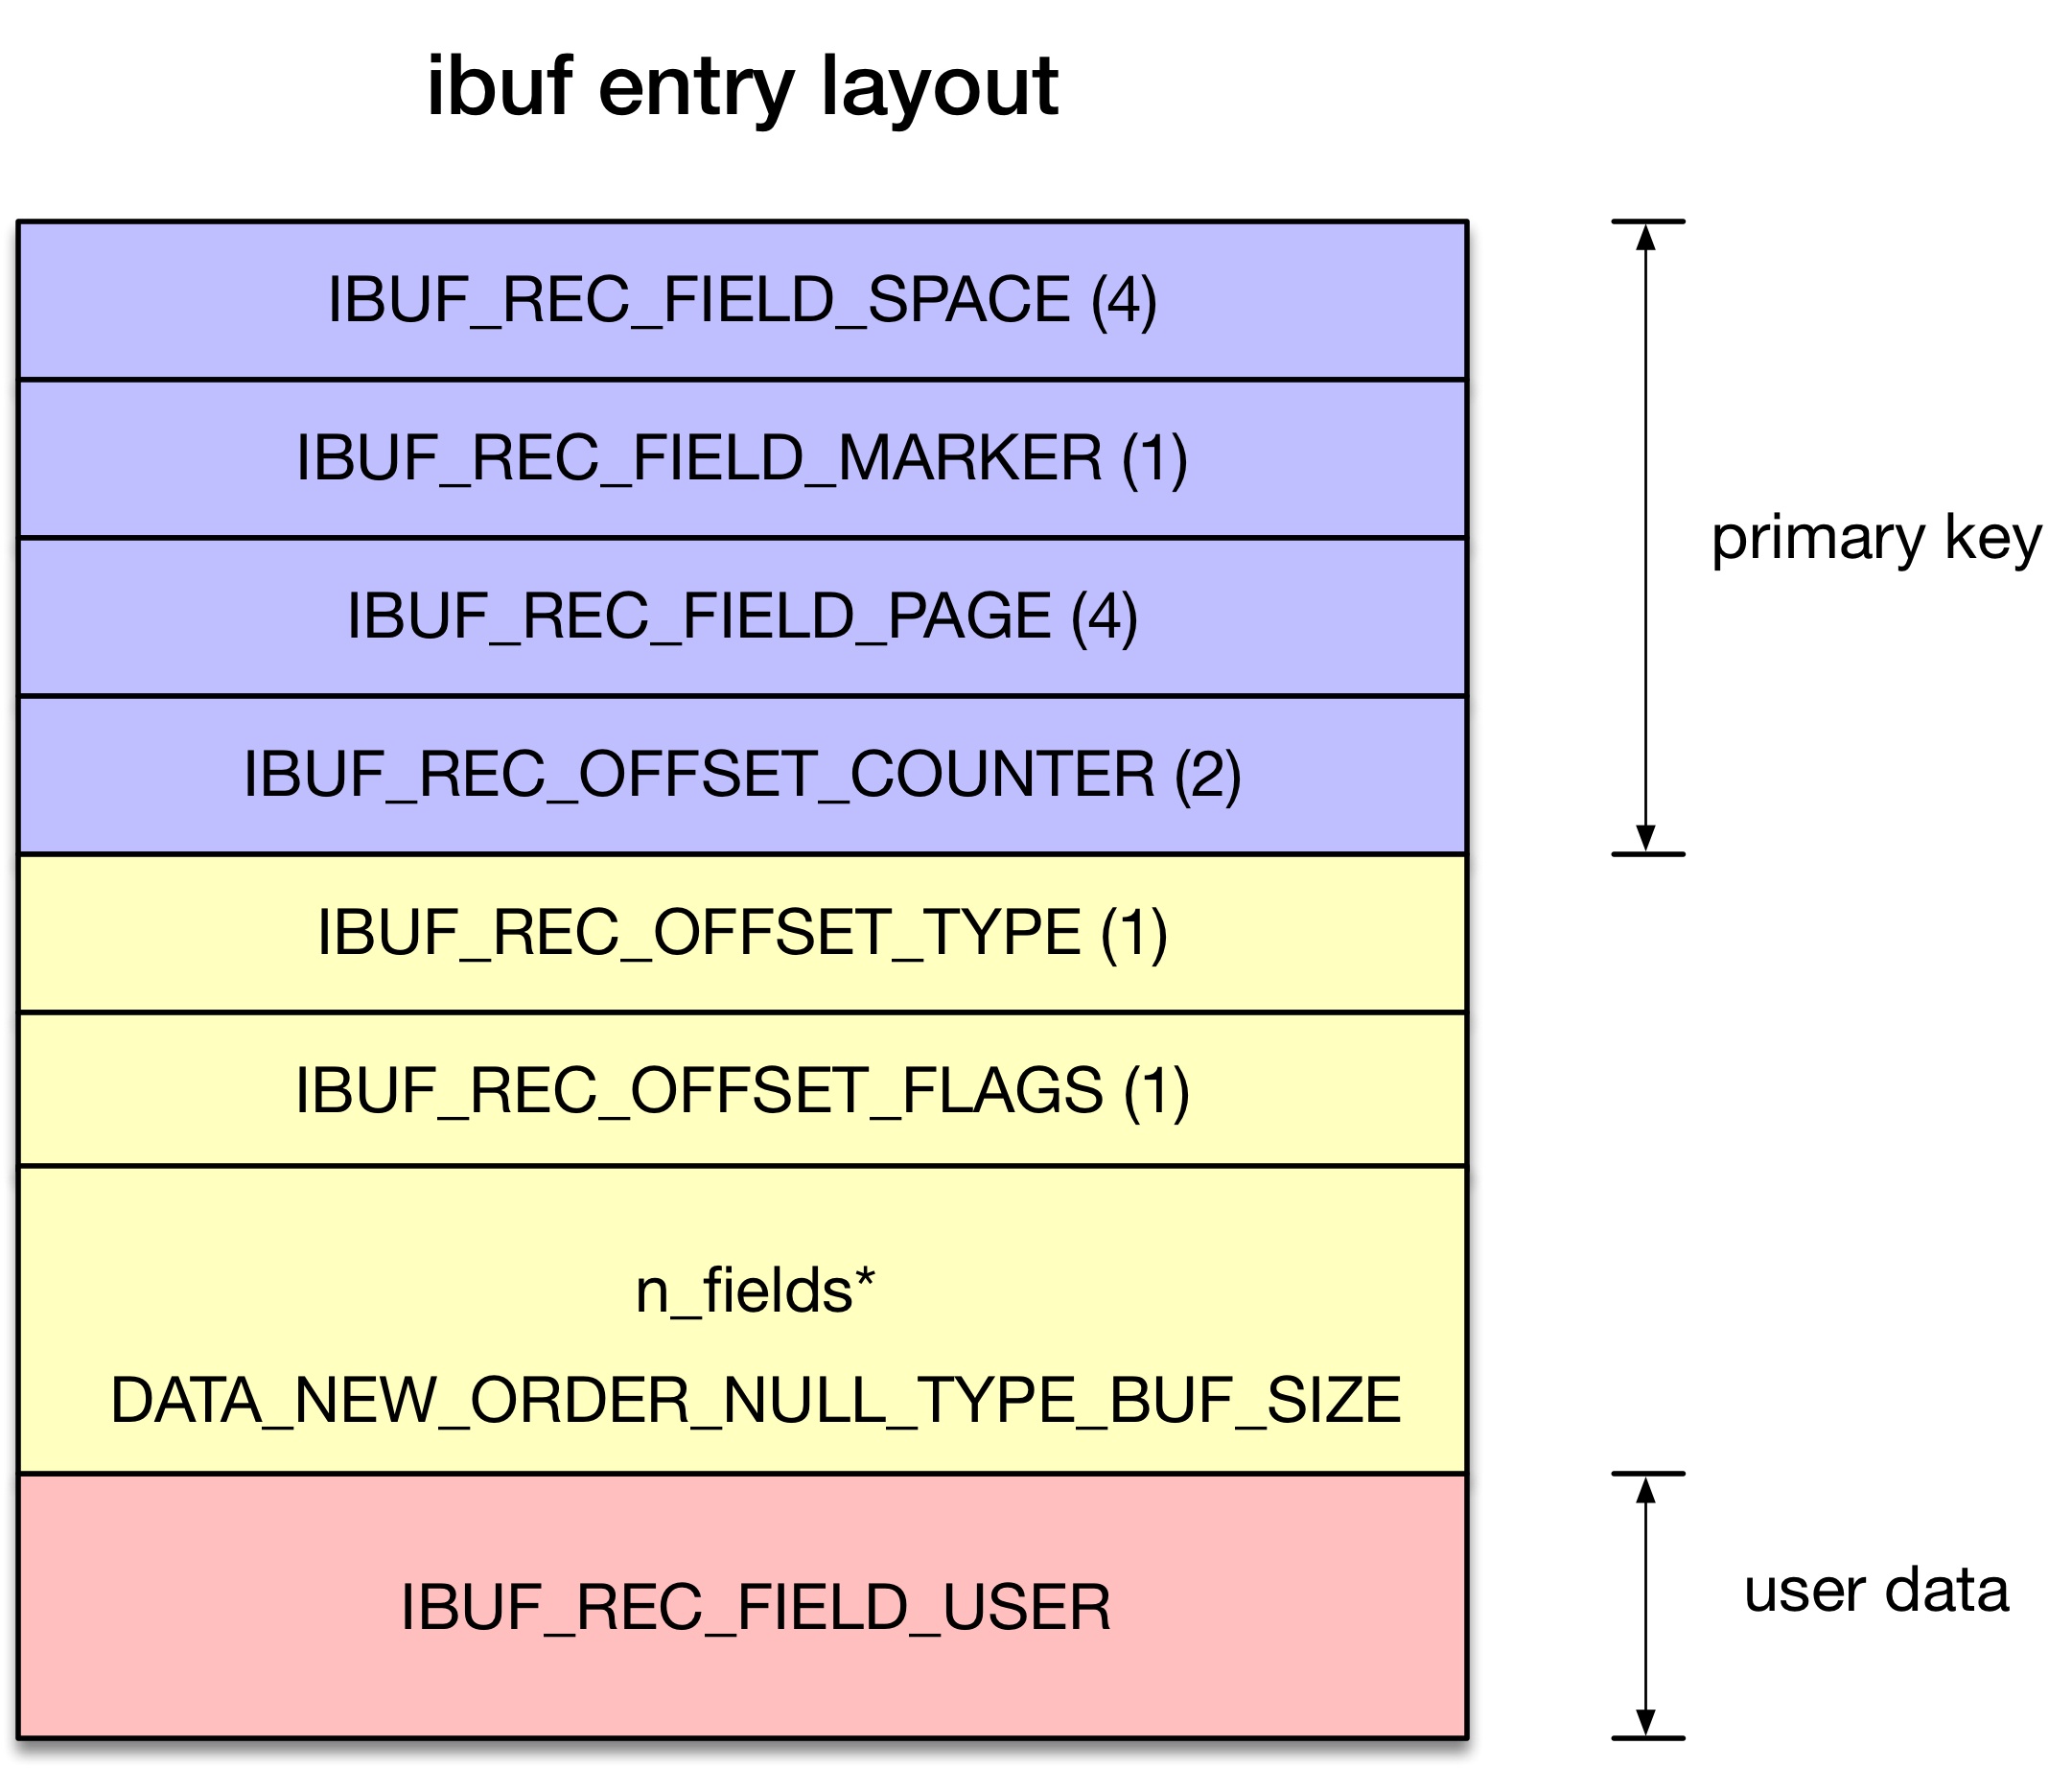 ibuf entry layout
IBUF_REC_FIELD_SPACE (4)
IBUF_REC_FIELD_MARKER (1)
IBUF_REC_FIELD_PAGE (4)
IBUF_REC_OFFSET_COUNTER (2)
primary key
IBUF_REC_OFFSET_TYPE (1)
IBUF_REC_OFFSET_FLAGS (1)
n_fields*
DATA_NEW_ORDER_NULL_TYPE_BUF_SIZE
IBUF_REC_FIELD_USER
user data